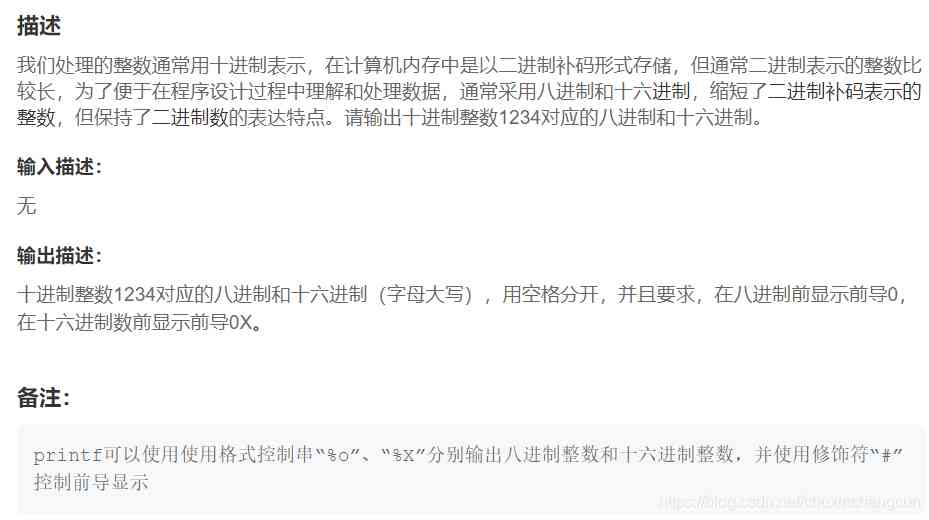 描述
我们处理的整数通常用十进制表示，在计算机内存中是以二进制补码形式存储，但通常二进制表示的整数比
较长，为了便于在程序设计过程中理解和处理数据，通常采用八进制和十六进制，缩短了二进制补码表示的
整数，但保持了二进制数的表达特点。请输出十进制整数1234对应的八进制和十六进制。
输入描述：
无
输出描述：
十进制整数1234对应的八进制和十六进制（字母大写），用空格分开，并且要求，在八进制前显示前导0，
在十六进制数前显示前导0X。
备注：
printf可以使用使用格式控制串“%o”、“%X”分别输出八进制整数和十六进制整数，并使用修饰符“#”
控制前导显示